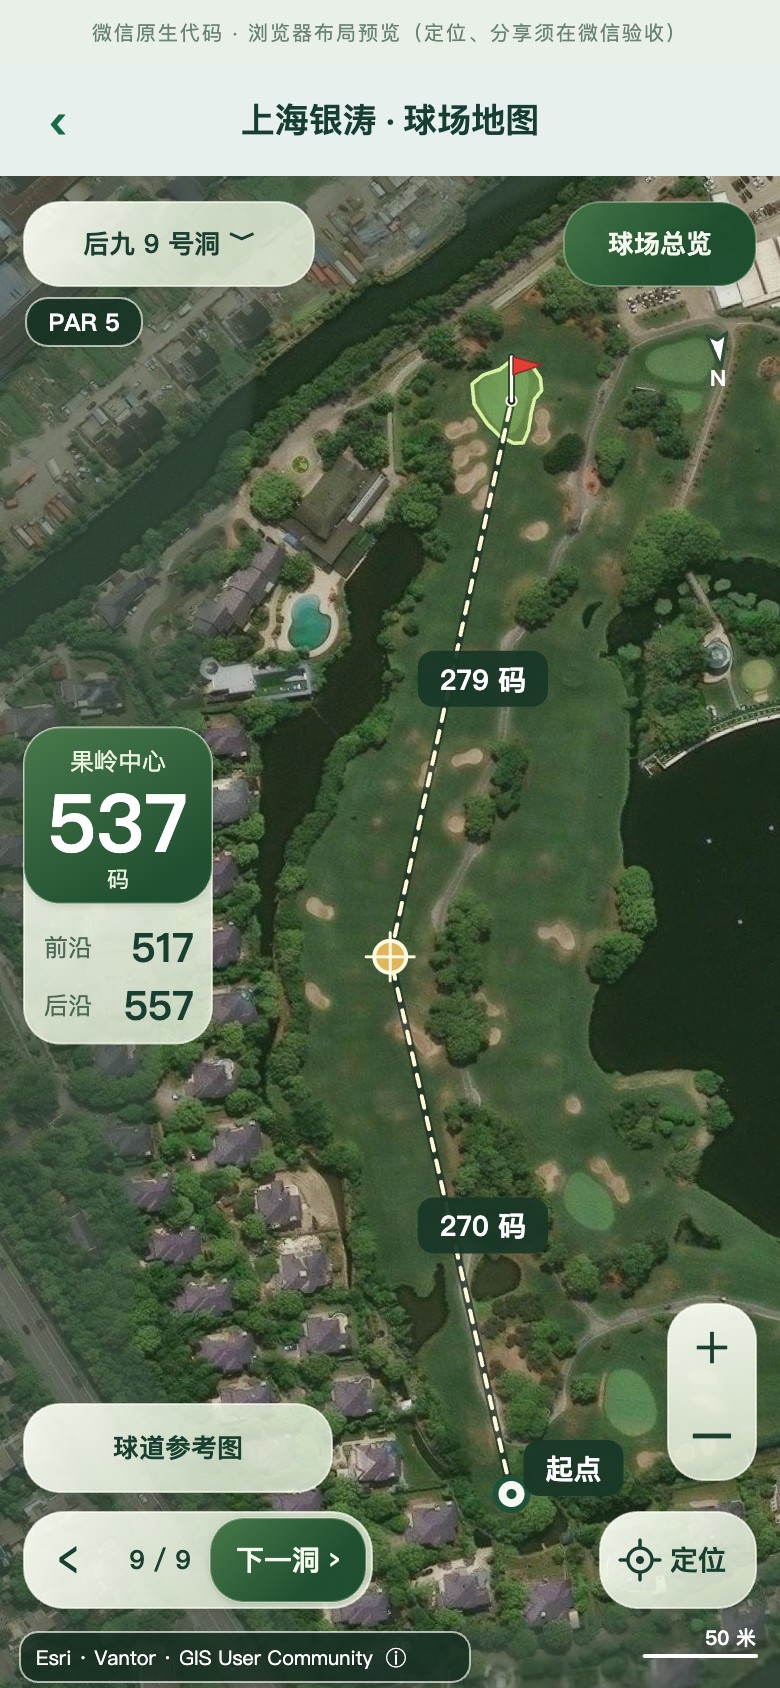 微信原生代码 · 浏览器布局预览（定位、分享须在微信验收）
‹ 上海银涛 · 球场地图
后九 9 号洞
球场总览
PAR 5
N
279 码
果岭中心
537
码
前沿 517
后沿 557
270 码
+
—
球道参考图
起点
< 9 / 9 下一洞 ›
定位
50 米
Esri · Vantor · GIS User Community ⓘ